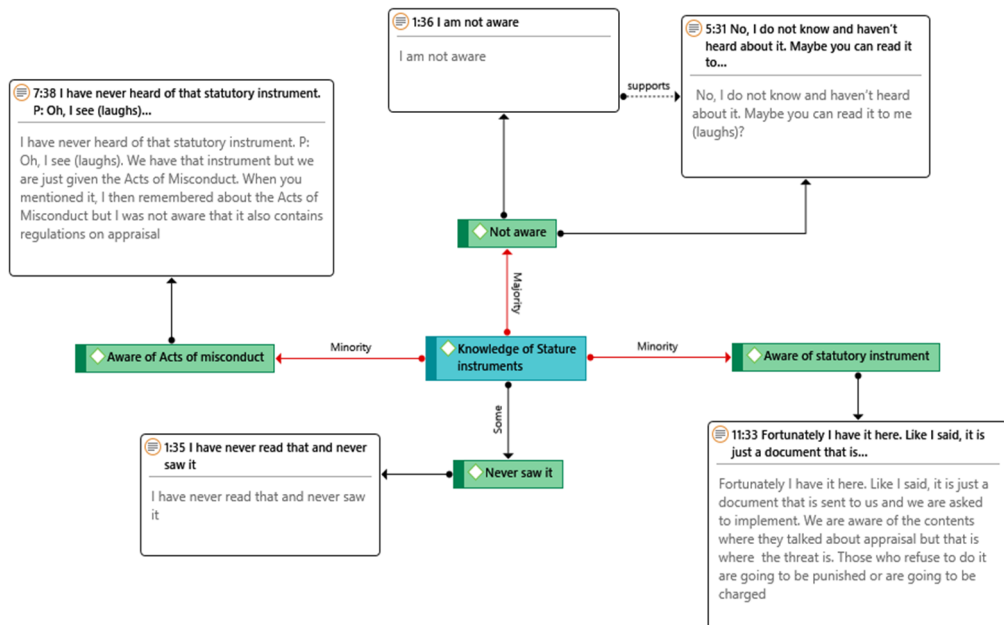 1:36 I am not aware
I am not aware
5:31 No, I do not know and haven't
heard about it. Maybe you can read it
to...
No, I do not know and haven't heard
about it. Maybe you can read it to me
(laughs)?
supports
7:38 I have never heard of that statutory instrument.
P: Oh, I see (laughs)...
I have never heard of that statutory instrument. P:
Oh, I see (laughs). We have that instrument but we
are just given the Acts of Misconduct. When you
mentioned it, I then remembered about the Acts of
Misconduct but I was not aware that it also contains
regulations on appraisal
Not aware
Majority
Aware of Acts of misconduct
Minority
Knowledge of Stature
instruments
Minority
Aware of statutory instrument
Some
1:35 I have never read that and never
saw it
I have never read that and never saw
it
Never saw it
11:33 Fortunately I have it here. Like I said, it is
just a document that is...
Fortunately I have it here. Like I said, it is just a
document that is sent to us and we are asked
to implement. We are aware of the contents
where they talked about appraisal but that is
where the threat is. Those who refuse to do it
are going to be punished or are going to be
charged